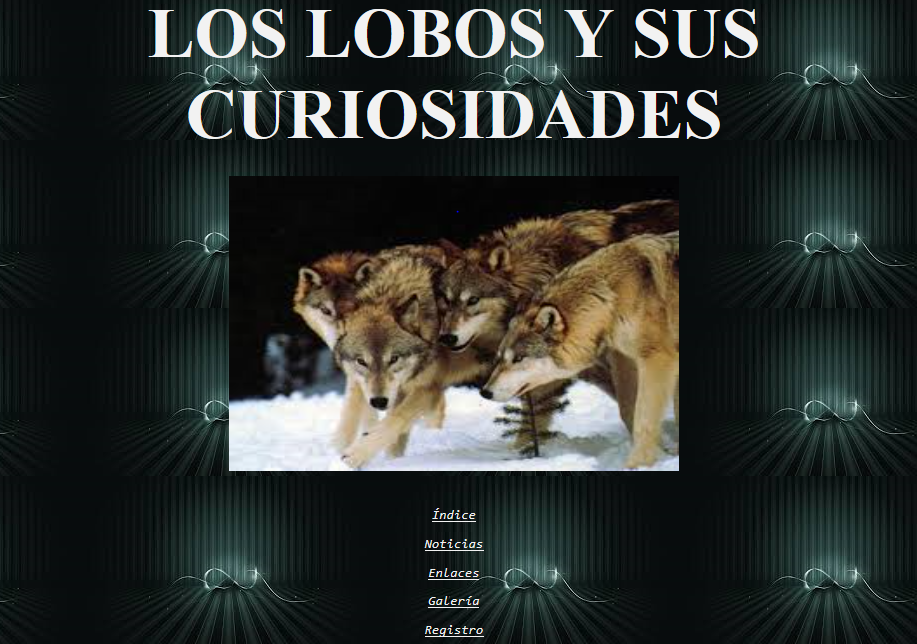 LOS LOBOS Y SUS
CURIOSIDADES
Índice
Noticias
Enlaces
Galería
Registro